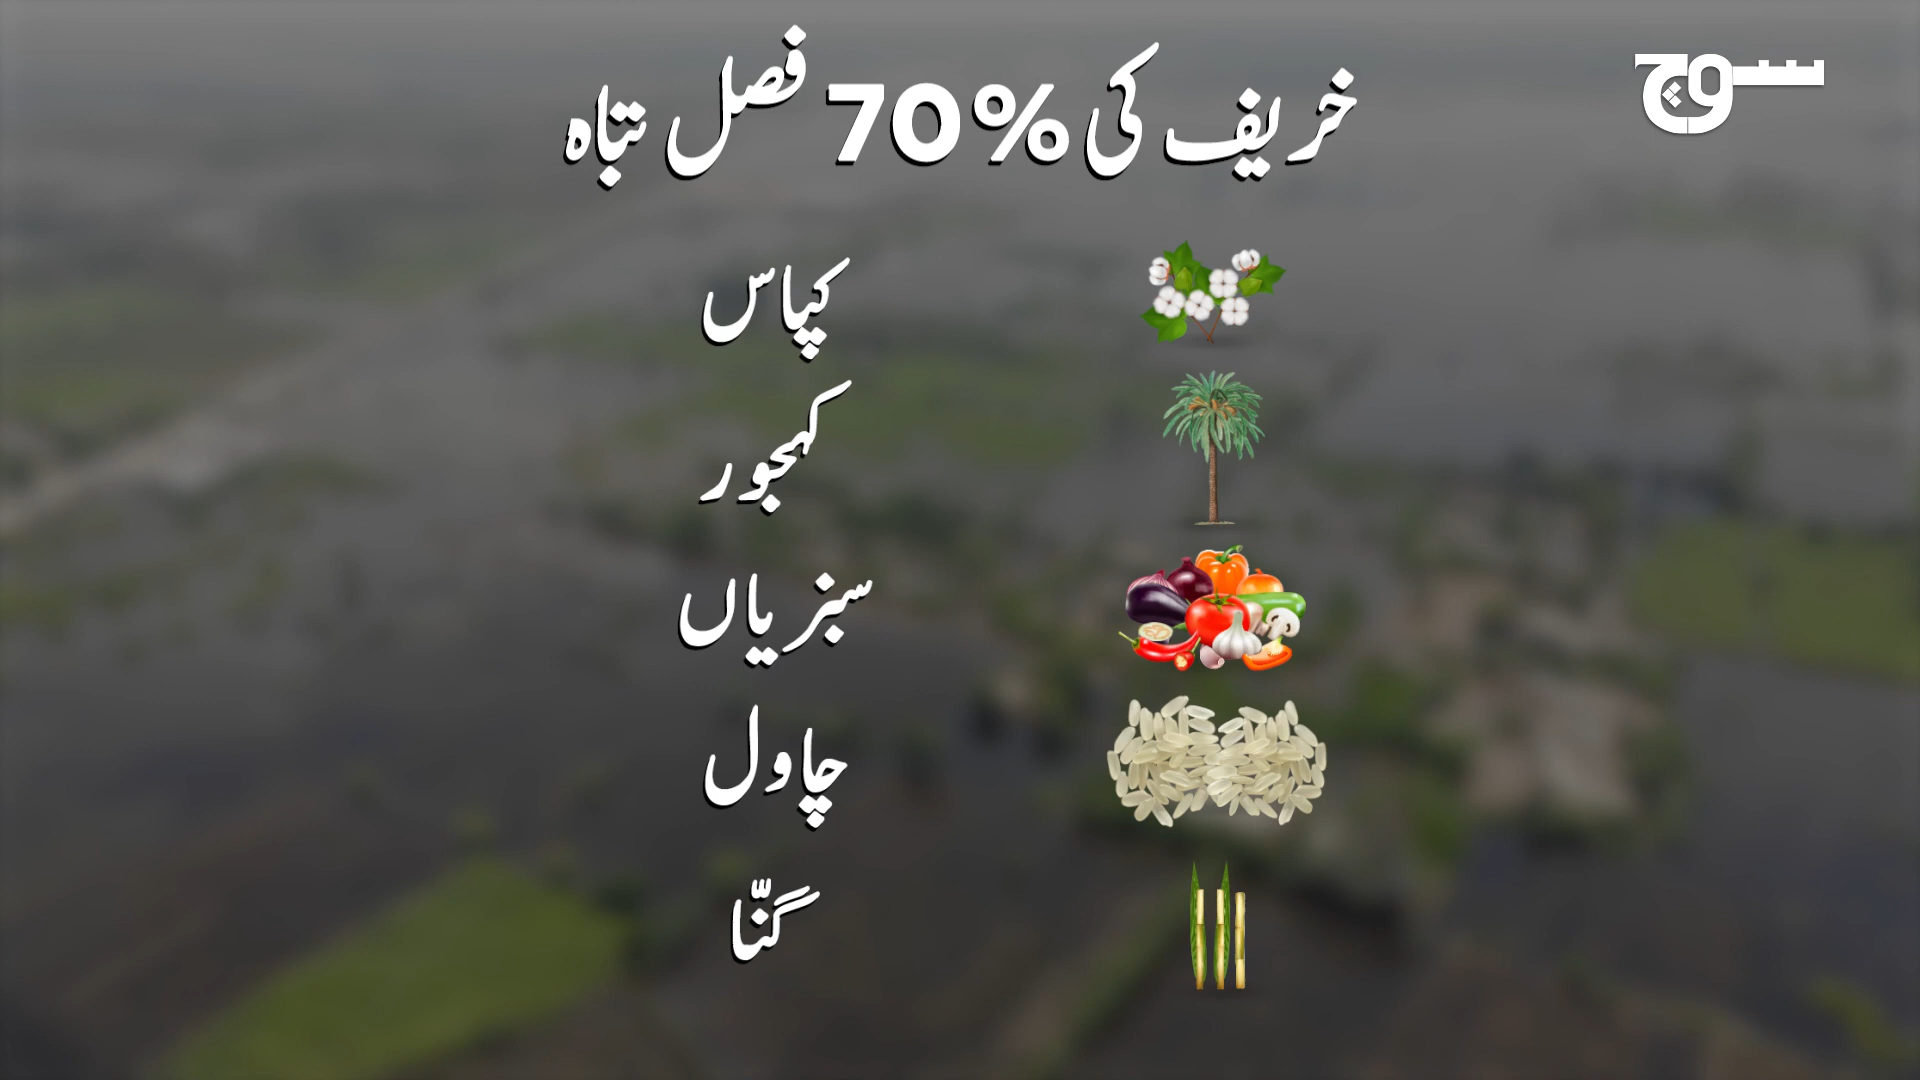 سوچ
خریف کی 70% فصل تباہ
کپاس
کھجور
سبزیاں
چاول
گنّا